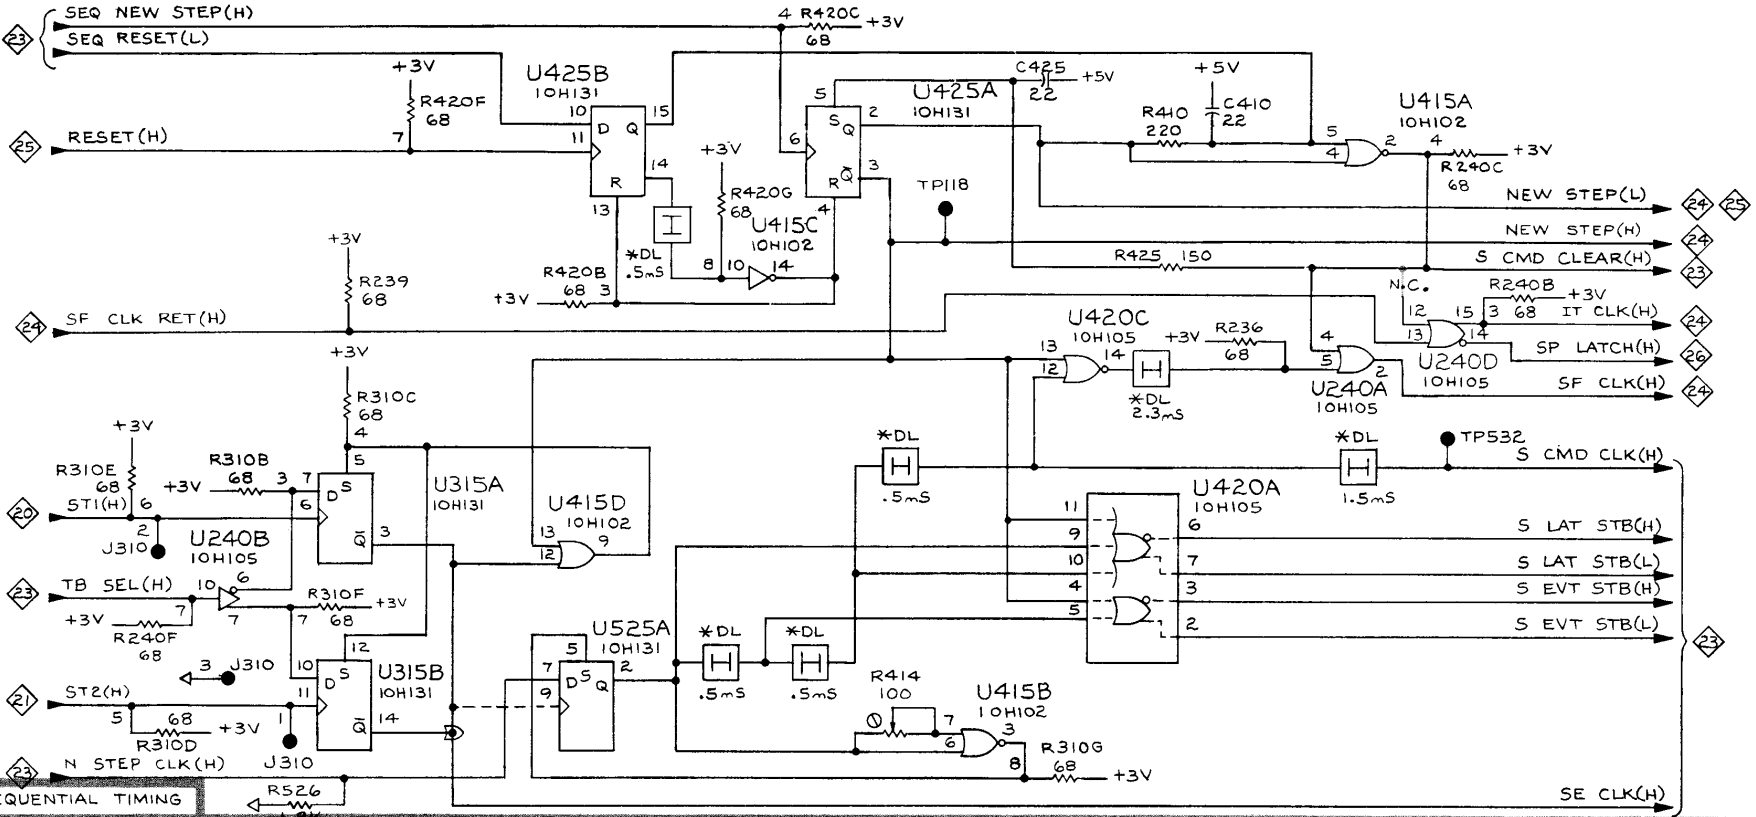 SEQ NEW STEP(H)
4 R420C
+3V
68
23
SEQ RESET(L)
+3V
R420F
68
U425B
10H131
10
D Q
15
11
14
R
13
7
25
RESET(H)
5
S
Q
2
6
3
R
Q
4
U425A
10H131
C425
22
+5V
+5V
C410
22
R410
220
U415A
10H102
5
4
2
4
+3V
R240C
68
+3V
R420G
68
U415C
10H102
8
10
14
*DL
.5mS
R420B
68
3
+3V
TP118
NEW STEP(L)
24
25
NEW STEP(H)
24
R425
150
S CMD CLEAR(H)
23
+3V
R239
68
24
SF CLK RET(H)
N.C.
R240B
+3V
12
15
3
68
IT CLK(H)
24
13
14
U240D
10H105
SP LATCH(H)
26
U420C
10H105
13
12
14
+3V
R236
68
4
5
2
U240A
10H105
SF CLK(H)
24
*DL
2.3mS
+3V
R310C
68
4
5
+3V
R310E
68
R310B
68
+3V
3
7
D
S
6
Q
3
U315A
10H131
U415D
10H102
13
12
9
20
ST1(H)
6
2
J310
U240B
10H105
*DL
.5mS
*DL
1.5mS
TP532
S CMD CLK(H)
U420A
10H105
11
9
10
4
5
6
S LAT STB(H)
7
S LAT STB(L)
3
S EVT STB(H)
2
S EVT STB(L)
23
23
TB SEL(H)
10
6
7
7
7
R310F
68
+3V
+3V
R240F
68
3
J310
12
10
D
S
11
Q
14
U315B
10H131
U525A
10H131
5
7
D
S
Q
2
9
*DL
.5mS
*DL
.5mS
R414
100
U415B
10H102
7
6
3
8
R310G
68
+3V
21
ST2(H)
5
68
+3V
R310D
1
J310
23
N STEP CLK(H)
R526
EQUENTIAL TIMING
SE CLK(H)